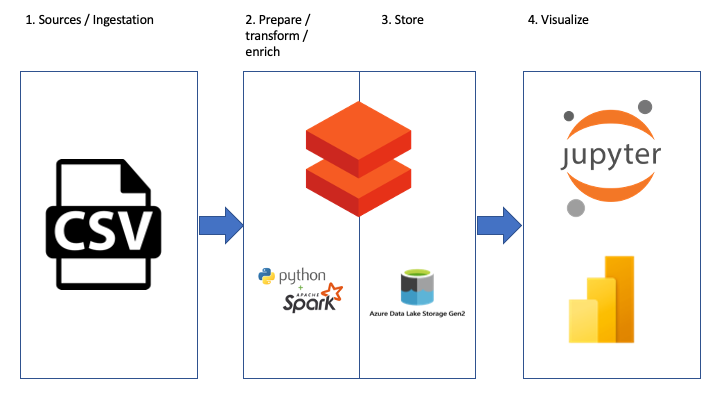 1. Sources / Ingestation
2. Prepare /
transform /
enrich
3. Store
4. Visualize
CSV
python
+
APACHE
Spark
Azure Data Lake Storage Gen2
jupyter